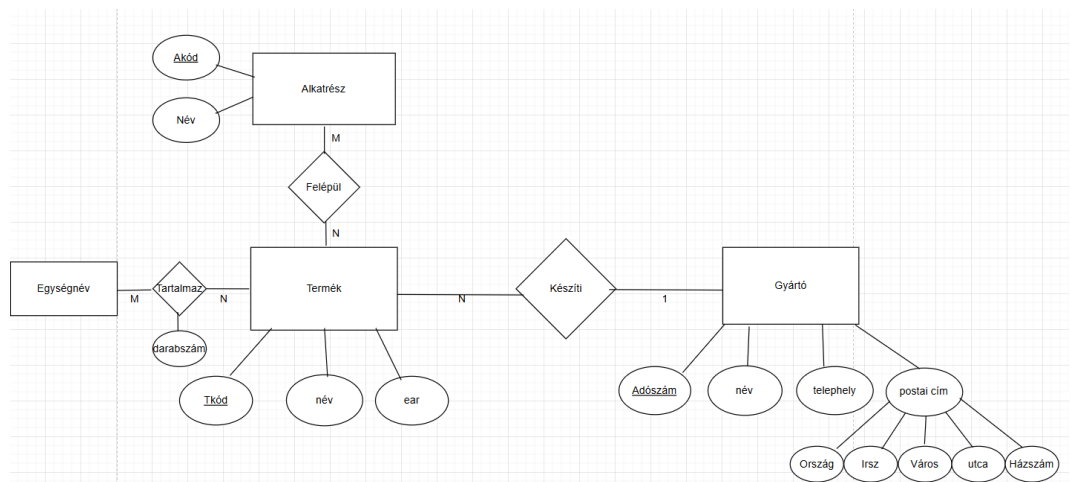 Akód
Alkatrész
Név
M
Felépül
N
Egységnév
M
Tartalmaz
N
Termék
N
Készíti
1
Gyártó
darabszám
Tkód
név
ear
Adószám
név
telephely
postai cím
Ország
Irsz
Város
utca
Házszám